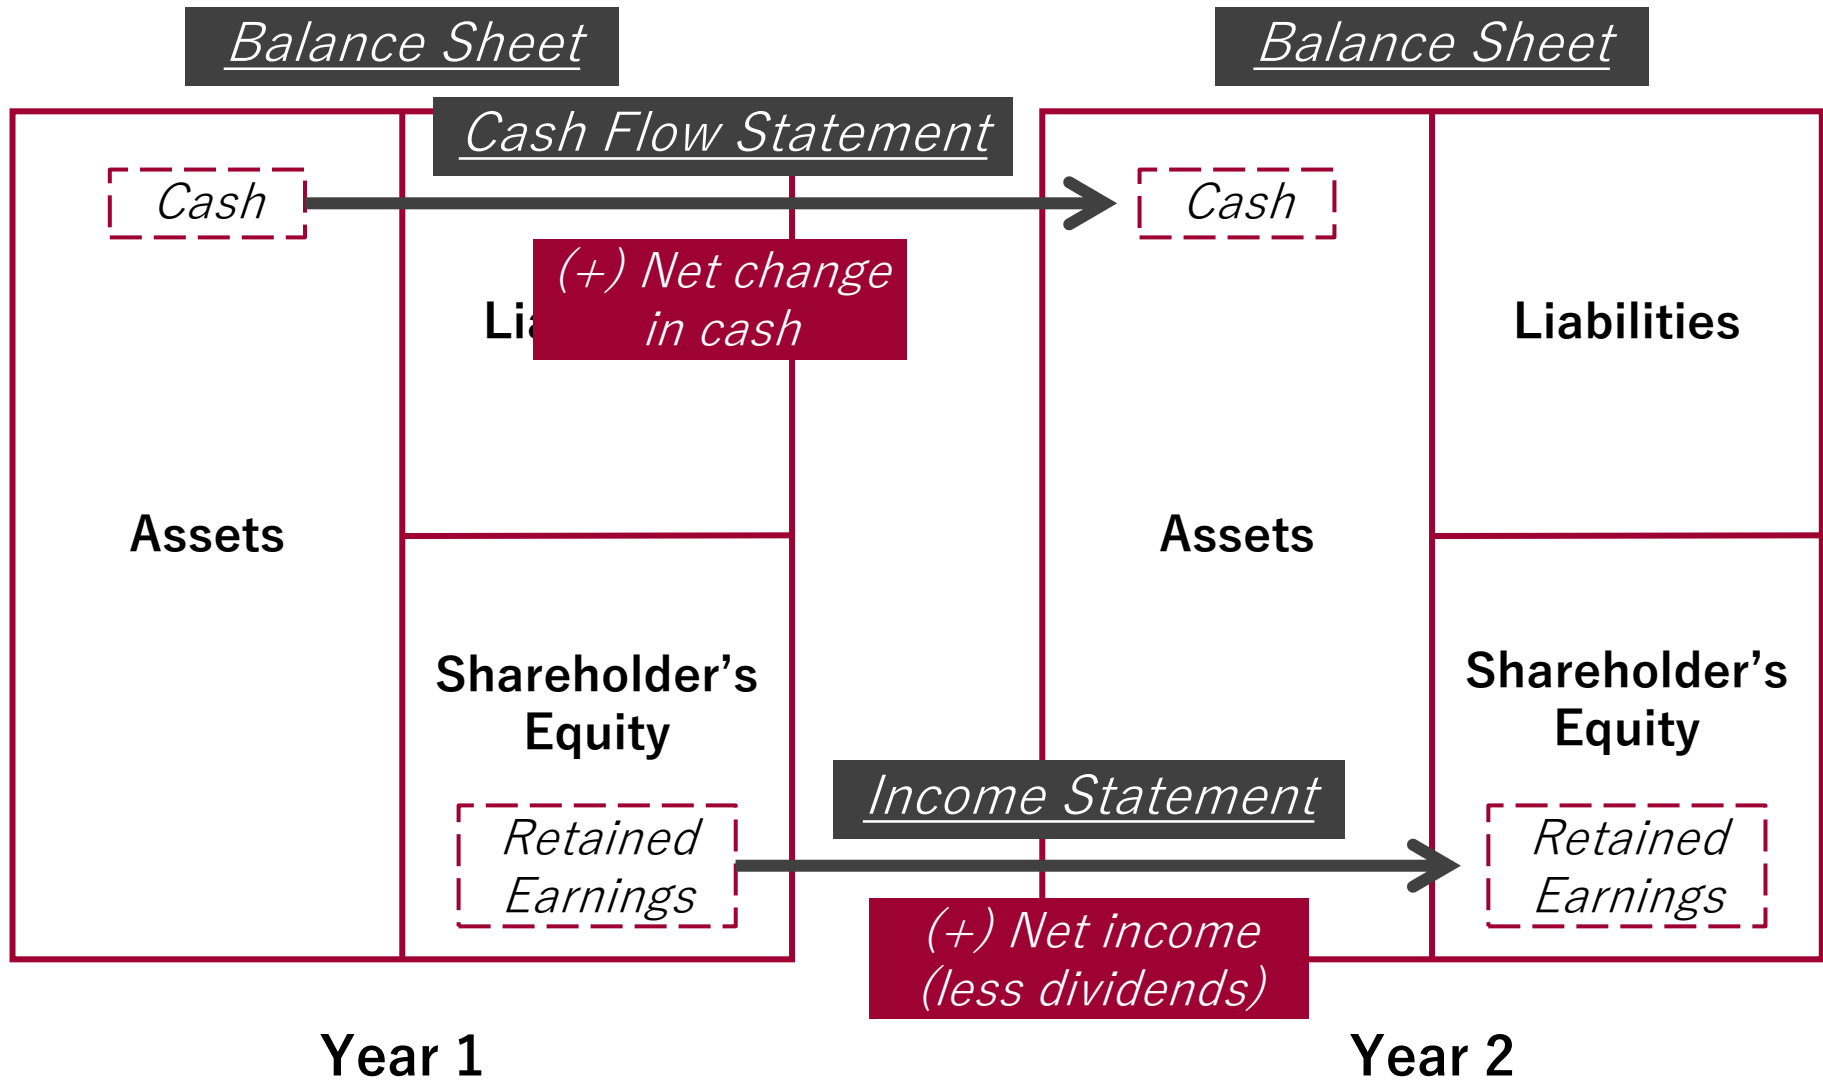 Balance Sheet
Balance Sheet
Cash Flow Statement
Cash
Cash
(+) Net change
in cash
Liabilities
Assets
Assets
Shareholder’s
Equity
Shareholder’s
Equity
Income Statement
Retained
Earnings
Retained
Earnings
(+) Net income
(less dividends)
Year 1
Year 2